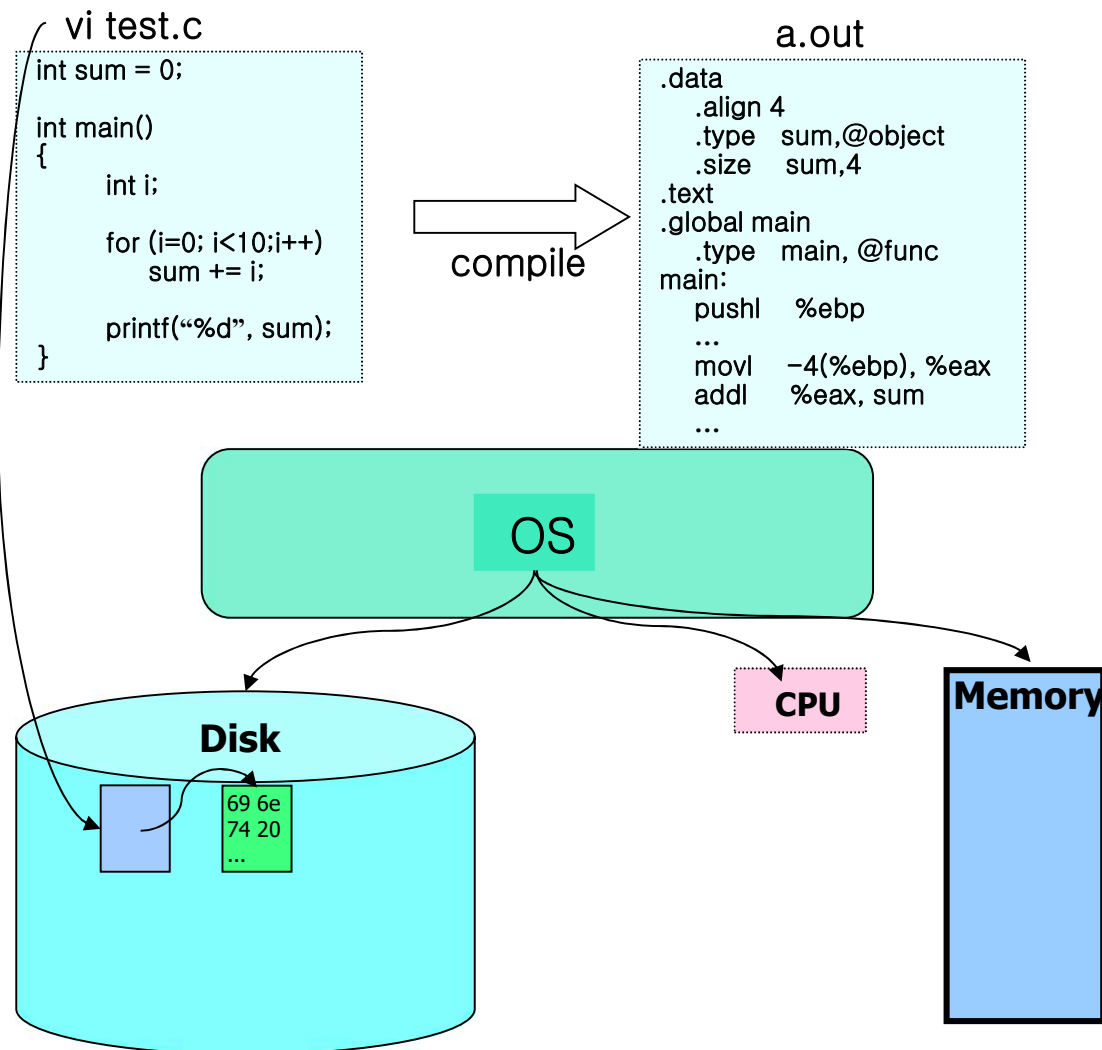 vi test.c
int sum = 0;
int main()
{
int i;
for (i=0; i<10;i++)
sum += i;
printf(“%d”, sum);
}
compile
a.out
.data
.align 4
.type sum,@object
.size sum,4
.text
.global main
.type main, @func
main:
pushl %ebp
...
movl -4(%ebp), %eax
addl %eax, sum
...
OS
Disk
69 6e
74 20
...
CPU
Memory